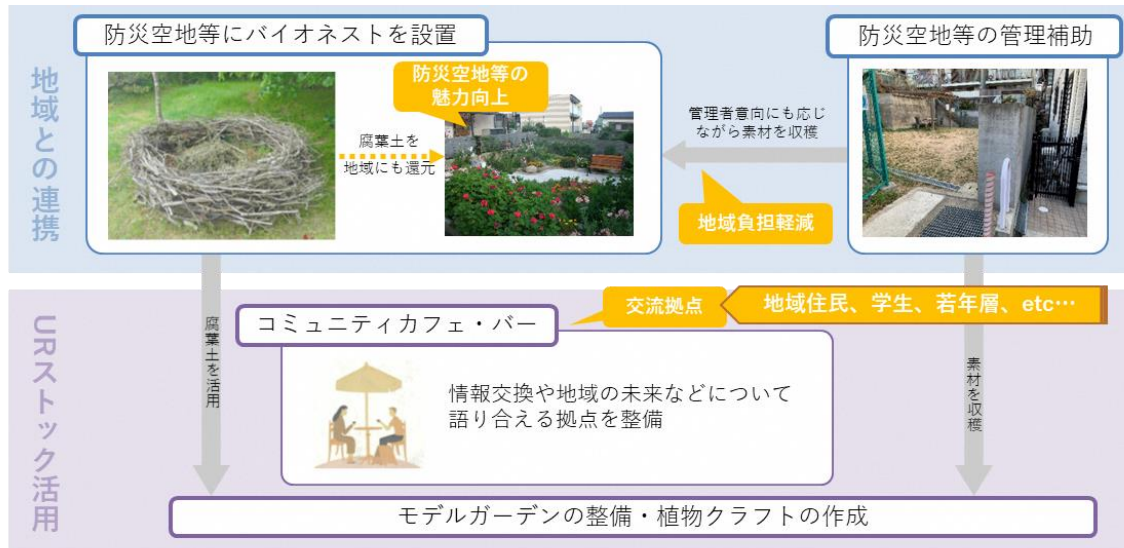 地域との連携
防災空地等にバイオネストを設置
防災空地等の
魅力向上
腐葉土を
地域にも還元
管理者意向にも応じ
ながら素材を収穫
地域負担軽減
防災空地等の管理補助
URストック活用
腐葉土を活用
コミュニティカフェ・バー
交流拠点
地域住民、学生、若年層、etc…
情報交換や地域の未来などについて
語り合える拠点を整備
素材を収穫
モデルガーデンの整備・植物クラフトの作成